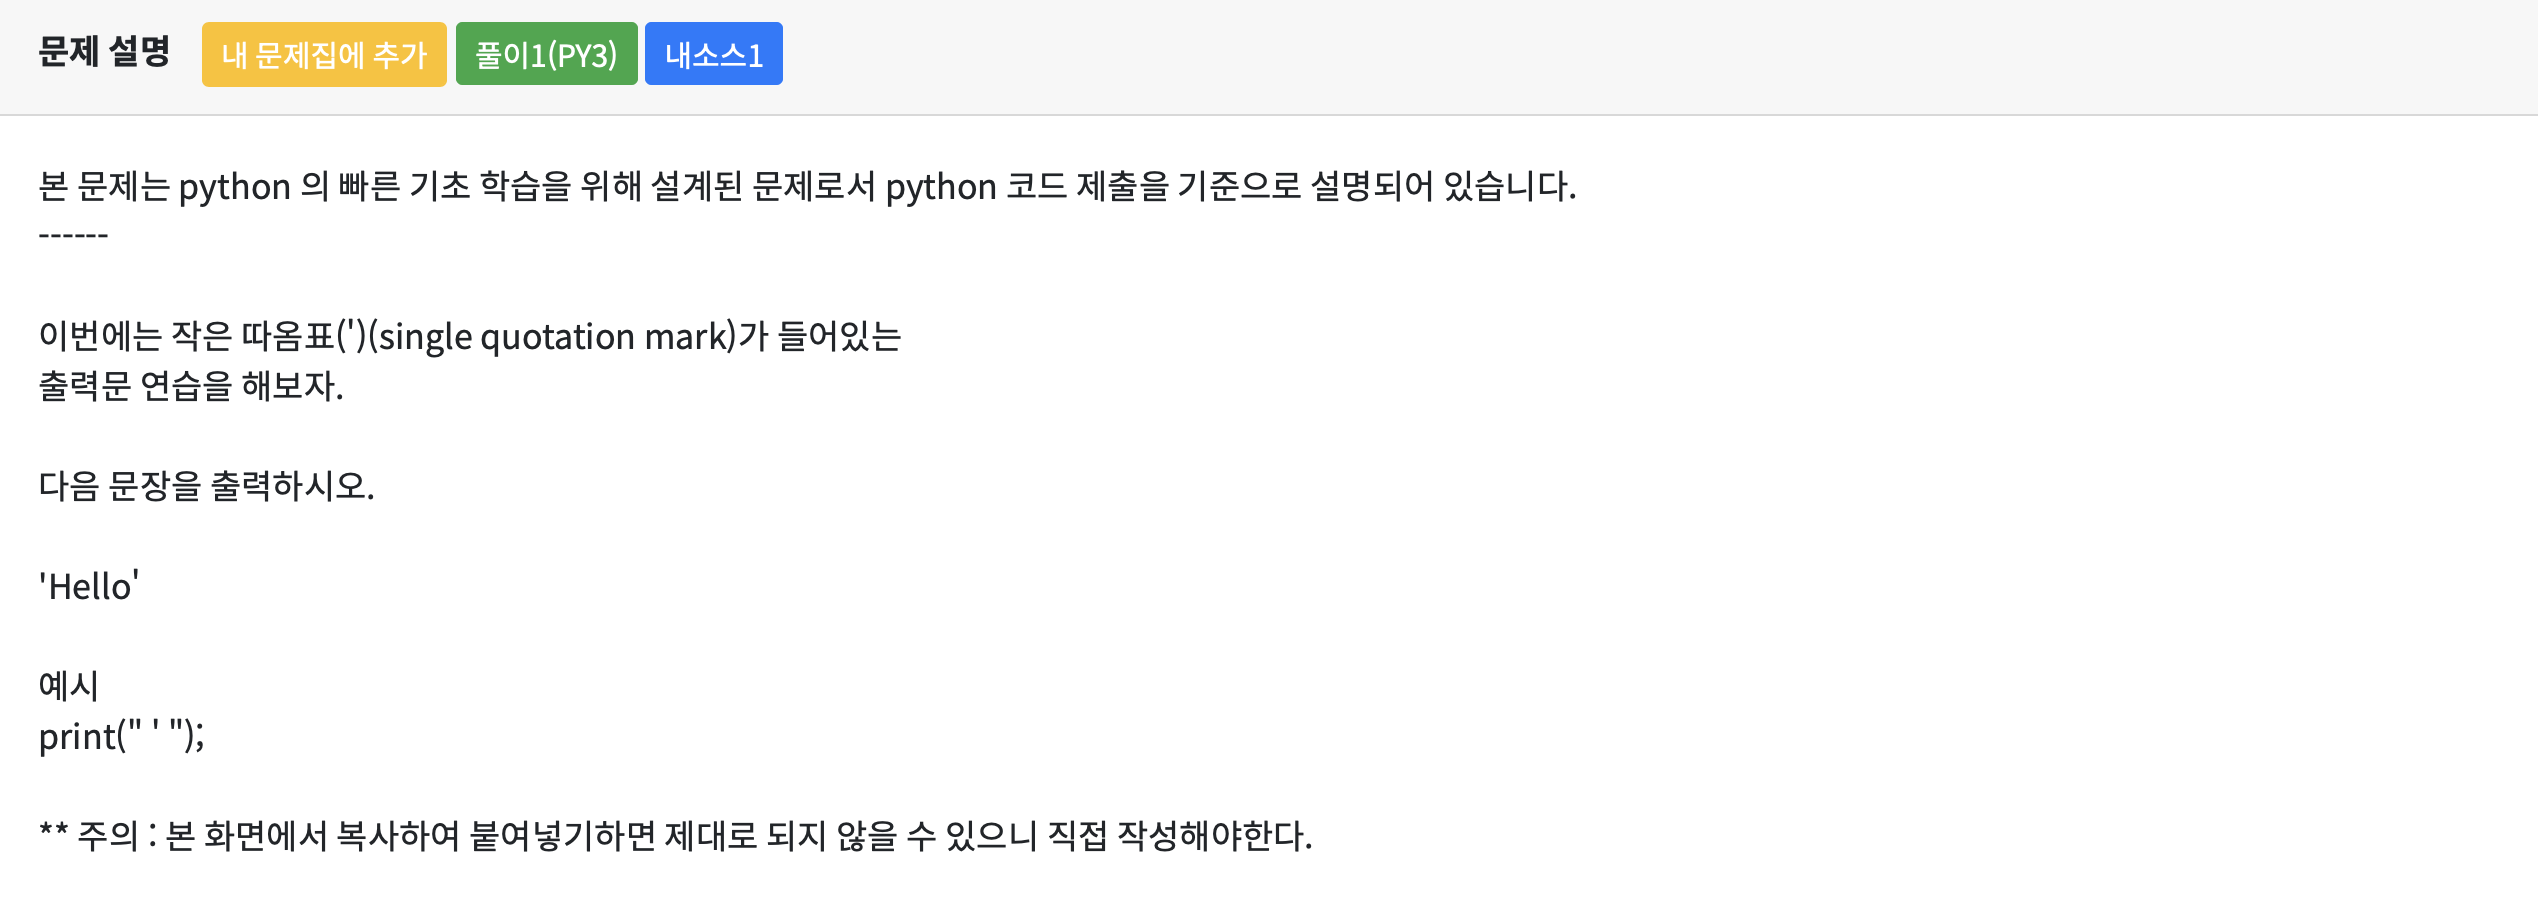 문제 설명 내 문제집에 추가 풀이1(PY3) 내소스1
본 문제는 python 의 빠른 기초 학습을 위해 설계된 문제로서 python 코드 제출을 기준으로 설명되어 있습니다.
------
이번에는 작은 따옴표(')(single quotation mark)가 들어있는
출력문 연습을 해보자.
다음 문장을 출력하시오.
'Hello'
예시
print(" ' ");
** 주의 : 본 화면에서 복사하여 붙여넣기하면 제대로 되지 않을 수 있으니 직접 작성해야한다.